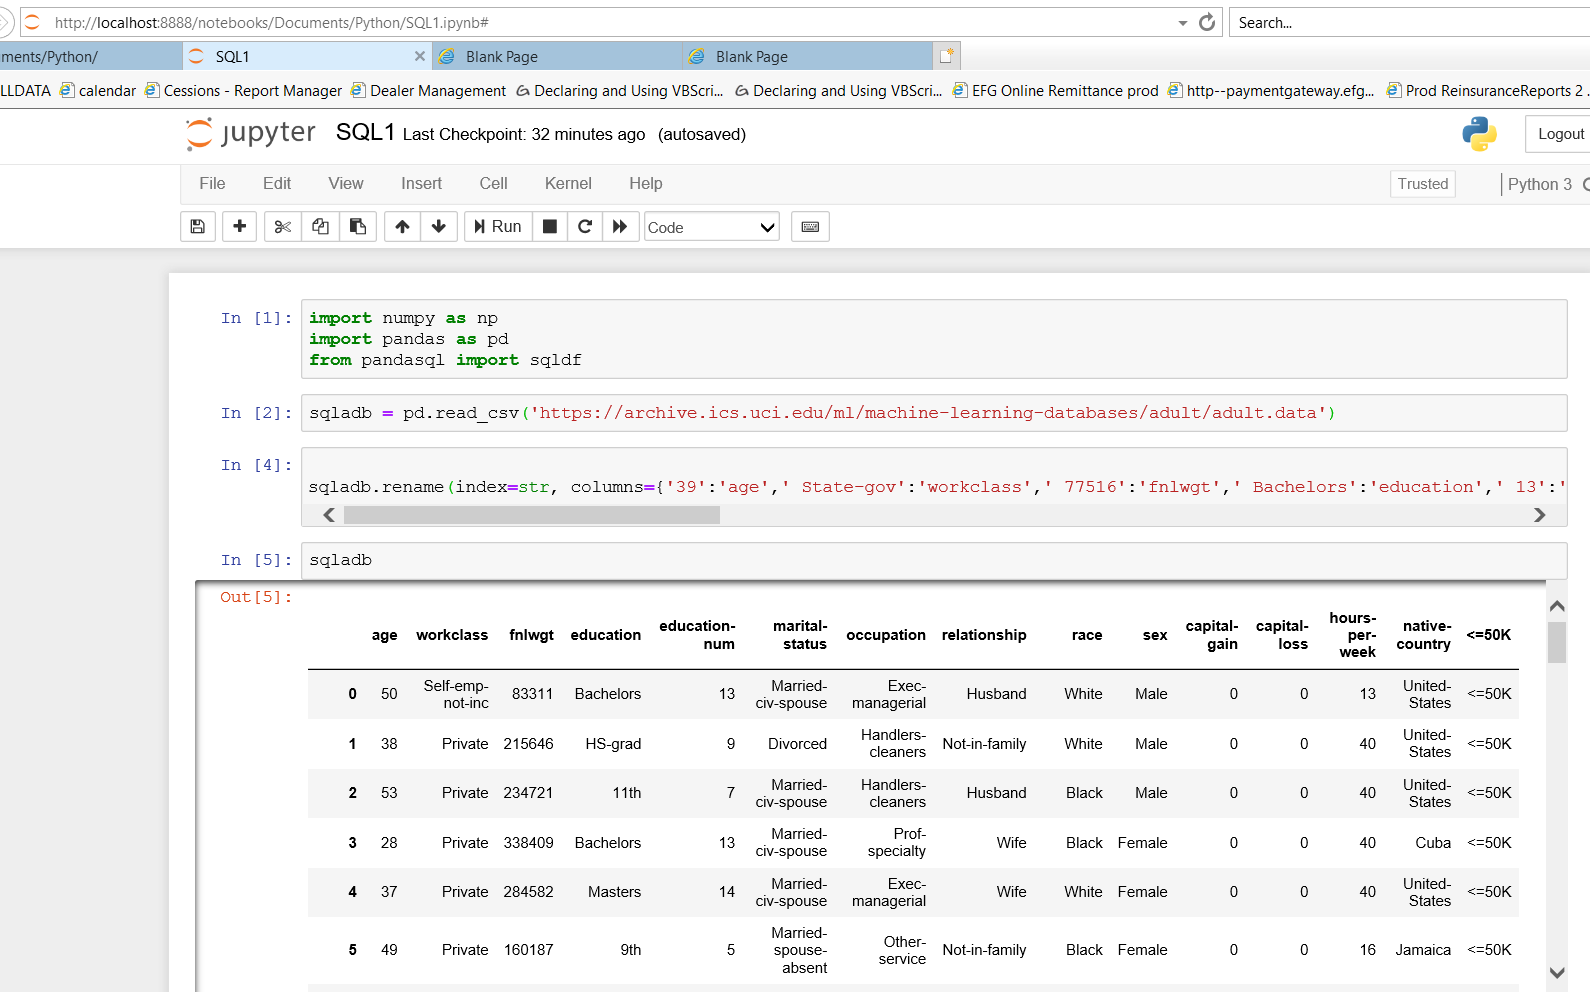 http://localhost:8888/notebooks/Documents/Python/SQL1.ipynb#
Search...
ments/Python/
SQL1
Blank Page
Blank Page
LLDATA
calendar
Cessions - Report Manager
Dealer Management
Declaring and Using VBScri...
Declaring and Using VBScri...
EFG Online Remittance prod
http--paymentgateway.efg...
Prod ReinsuranceReports 2 .
jupyter
SQL1 Last Checkpoint: 32 minutes ago (autosaved)
Logout
File Edit View Insert Cell Kernel Help
Trusted
Python 3
Run
Code
In [1]:
import numpy as np
import pandas as pd
from pandasql import sqldf
In [2]:
sqladb = pd.read_csv('https://archive.ics.uci.edu/ml/machine-learning-databases/adult/adult.data')
In [4]:
sqladb.rename(index=str, columns={'39':'age',' State-gov':'workclass',' 77516':'fnlwgt',' Bachelors':'education',' 13':'
In [5]:
sqladb
Out[5]:
age workclass fnlwgt education education-num marital-status occupation relationship race sex capital-gain capital-loss hours-per-week native-country <=50K
0 50 Self-emp-not-inc 83311 Bachelors 13 Married-civ-spouse Exec-managerial Husband White Male 0 0 13 United-States <=50K
1 38 Private 215646 HS-grad 9 Divorced Handlers-cleaners Not-in-family White Male 0 0 40 United-States <=50K
2 53 Private 234721 11th 7 Married-civ-spouse Handlers-cleaners Husband Black Male 0 0 40 United-States <=50K
3 28 Private 338409 Bachelors 13 Married-civ-spouse Prof-specialty Wife Black Female 0 0 40 Cuba <=50K
4 37 Private 284582 Masters 14 Married-civ-spouse Exec-managerial Wife White Female 0 0 40 United-States <=50K
5 49 Private 160187 9th 5 Married-spouse-absent Other-service Not-in-family Black Female 0 0 16 Jamaica <=50K